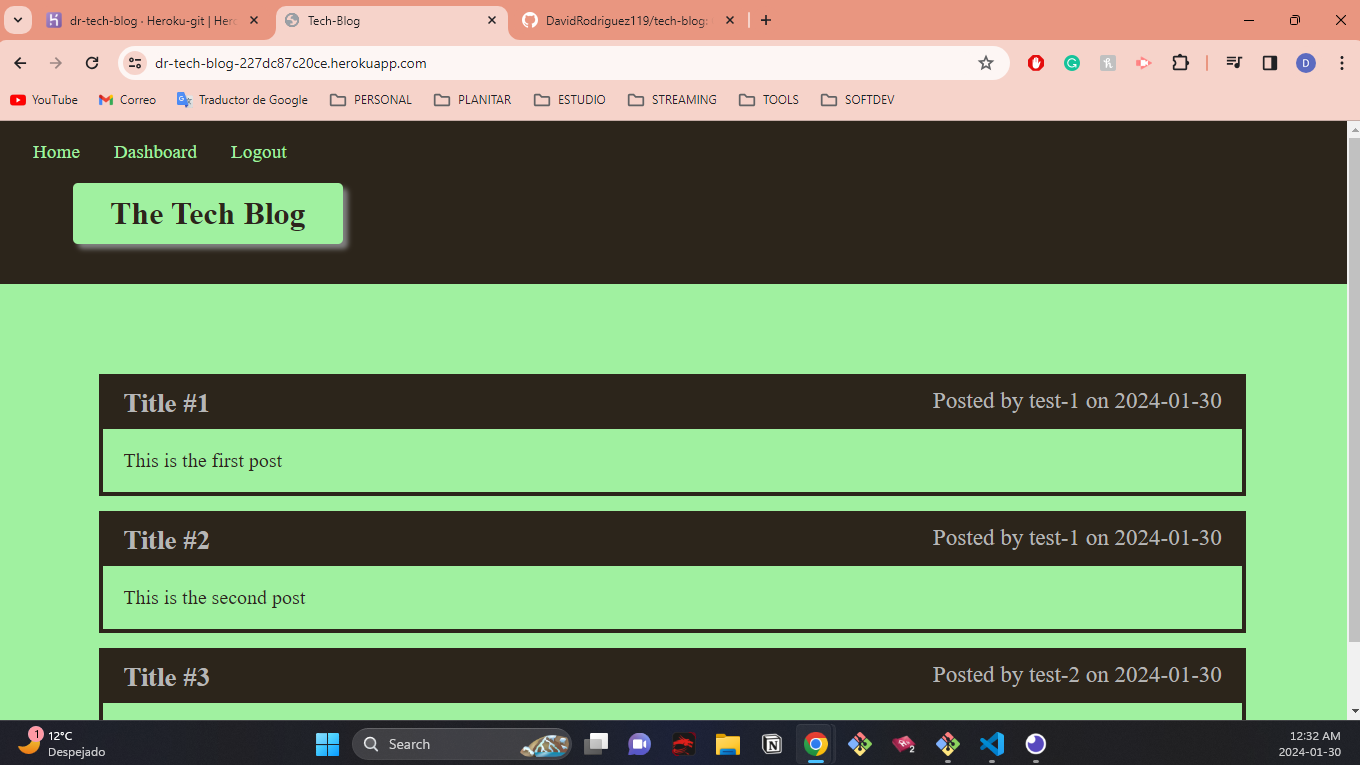 dr-tech-blog · Heroku-git | Her
Tech-Blog
DavidRodriguez119/tech-blog:
dr-tech-blog-227dc87c20ce.herokuapp.com
D
YouTube Correo Traductor de Google PERSONAL PLANITAR ESTUDIO STREAMING TOOLS SOFTDEV
Home Dashboard Logout
The Tech Blog
Title #1 Posted by test-1 on 2024-01-30
This is the first post
Title #2 Posted by test-1 on 2024-01-30
This is the second post
Title #3 Posted by test-2 on 2024-01-30
1
12°C
Despejado
Search
12:32 AM
2024-01-30